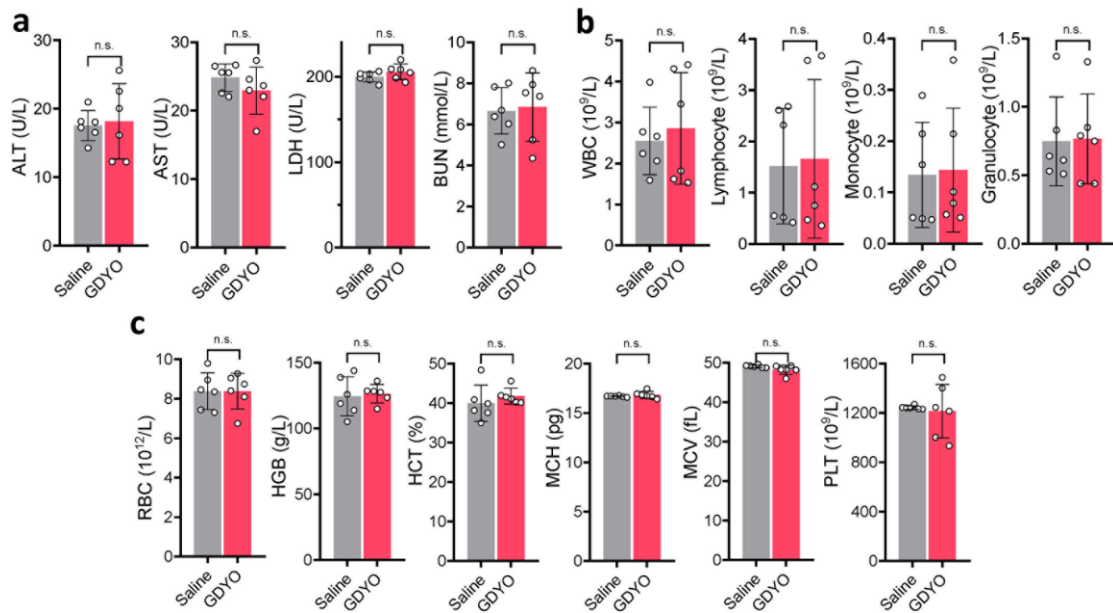 a
n.s.
ALT (U/L)
30
20
10
0
Saline
GDYO
n.s.
AST (U/L)
30
20
10
0
Saline
GDYO
n.s.
LDH (U/L)
200
100
0
Saline
GDYO
n.s.
BUN (mmol/L)
10
8
6
4
2
0
Saline
GDYO
b
n.s.
WBC (10⁹/L)
5
4
3
2
1
0
Saline
GDYO
n.s.
Lymphocyte (10⁹/L)
4
3
2
1
0
Saline
GDYO
n.s.
Monocyte (10⁹/L)
0.4
0.3
0.2
0.1
0.0
Saline
GDYO
n.s.
Granulocyte (10⁹/L)
1.5
1.0
0.5
0.0
Saline
GDYO
c
n.s.
RBC (10¹²/L)
10
8
6
4
2
0
Saline
GDYO
n.s.
HGB (g/L)
150
100
50
0
Saline
GDYO
n.s.
HCT (%)
50
40
30
20
10
0
Saline
GDYO
n.s.
MCH (pg)
20
15
10
5
0
Saline
GDYO
n.s.
MCV (fL)
50
40
30
20
10
0
Saline
GDYO
n.s.
PLT (10⁹/L)
1600
1200
800
400
0
Saline
GDYO